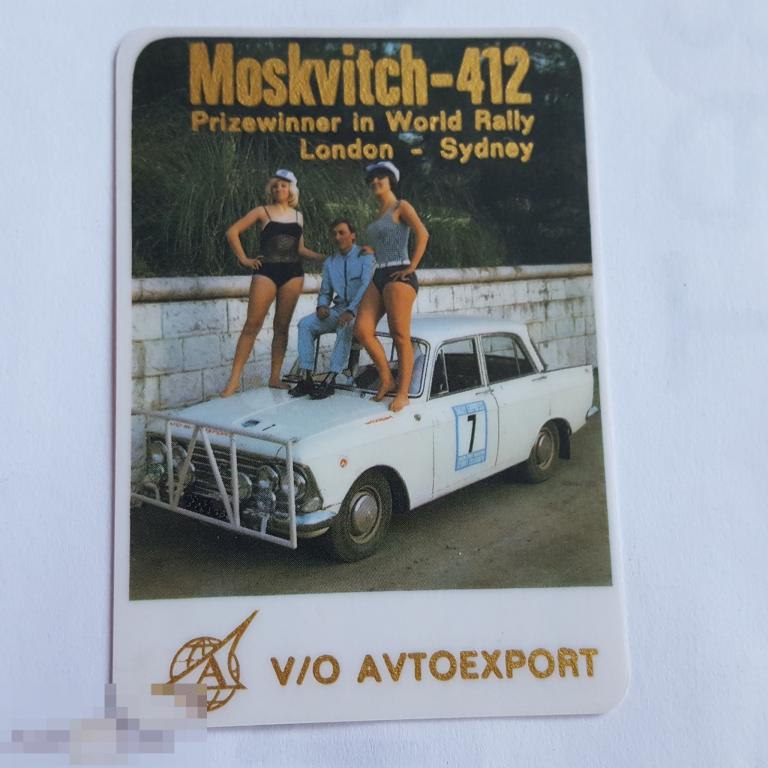 Moskvitch-412
Prizewinner in World Rally
London - Sydney
7
A
V/O AVTOEXPORT